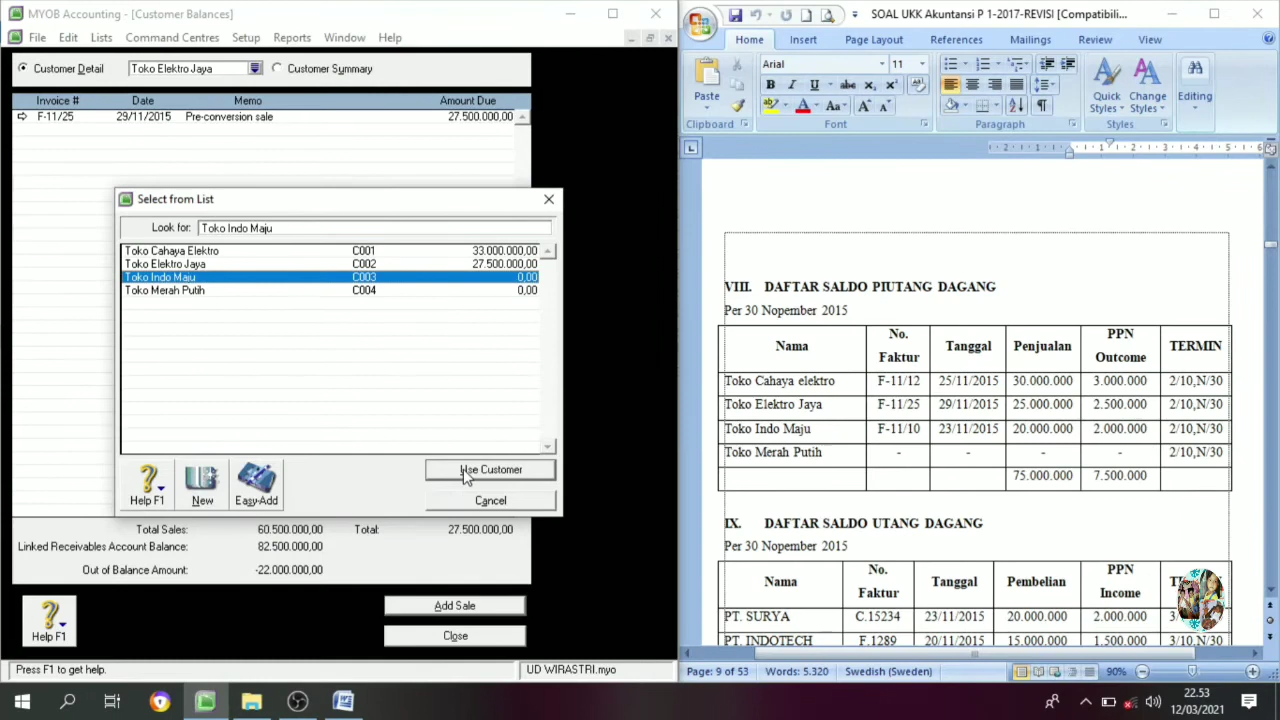 MYOB Accounting - [Customer Balances]
File Edit Lists Command Centres Setup Reports Window Help
Customer Detail Toko Elektro Jaya Customer Summary
Invoice # Date Memo Amount Due
F-11/25 29/11/2015 Pre-conversion sale 27.500.000,00
Select from List
Look for: Toko Indo Maju
Toko Cahaya Elektro C001 33.000.000,00
Toko Elektro Jaya C002 27.500.000,00
Toko Indo Maju C003 0,00
Toko Merah Putih C004 0,00
Help F1 New Easy-Add
Use Customer
Cancel
Total Sales: 60.500.000,00 Total: 27.500.000,00
Linked Receivables Account Balance: 82.500.000,00
Out of Balance Amount: -22.000.000,00
Help F1
Add Sale
Close
Press F1 to get help. UD WIRASTRI.myo
SOAL UKK Akuntansi P 1-2017-REVISI [Compatibili...
Home Insert Page Layout References Mailings Review View
Paste
Arial 11
Quick Styles
Change Styles
Editing
Clipboard Font Paragraph Styles
VIII. DAFTAR SALDO PIUTANG DAGANG
Per 30 Nopember 2015
Nama No. Faktur Tanggal Penjualan PPN Outcome TERMIN
Toko Cahaya elektro F-11/12 25/11/2015 30.000.000 3.000.000 2/10,N/30
Toko Elektro Jaya F-11/25 29/11/2015 25.000.000 2.500.000 2/10,N/30
Toko Indo Maju F-11/10 23/11/2015 20.000.000 2.000.000 2/10,N/30
Toko Merah Putih - - - - 2/10,N/30
75.000.000 7.500.000
IX. DAFTAR SALDO UTANG DAGANG
Per 30 Nopember 2015
Nama No. Faktur Tanggal Pembelian PPN Income
PT. SURYA C.15234 23/11/2015 20.000.000 2.000.000
PT. INDOTECH F.1289 20/11/2015 15.000.000 1.500.000 3/10,N/30
Page: 9 of 53 Words: 5.320 Swedish (Sweden) 90%
22.53
12/03/2021